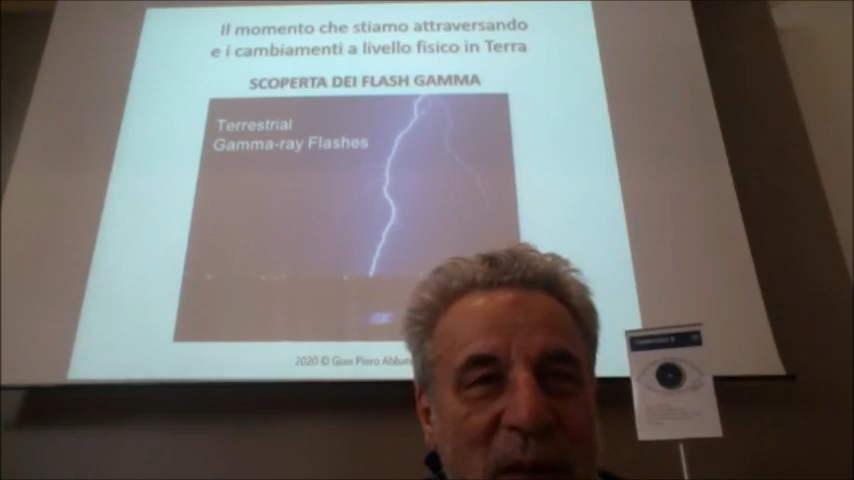 Il momento che stiamo attraversando
e i cambiamenti a livello fisico in Terra
SCOPERTA DEI FLASH GAMMA
Terrestrial
Gamma-ray Flashes
2020 © Gian Piero Abbate